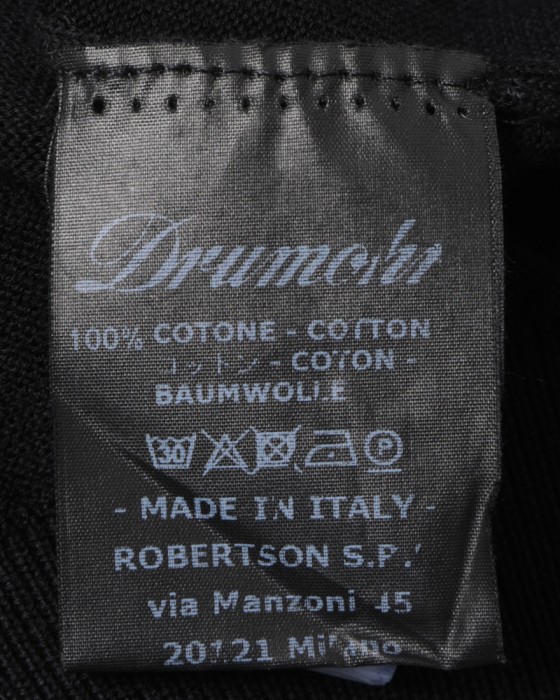 Drumohr
100% COTONE - COTTON -
コットン - COTON -
BAUMWOLLE
30 P
- MADE IN ITALY -
ROBERTSON S.P.
via Manzoni 45
20121 Milano